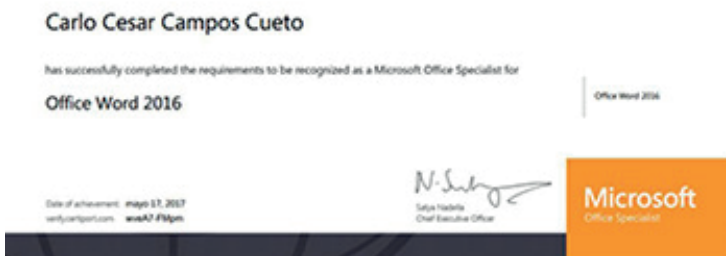 Carlo Cesar Campos Cueto
has successfully completed the requirements to be recognized as a Microsoft Office Specialist for
Office Word 2016
Office Word 2016
Date of achievement: mayo 17, 2017
verify.certiport.com
Satya Nadella
Chief Executive Officer
Microsoft
Office Specialist